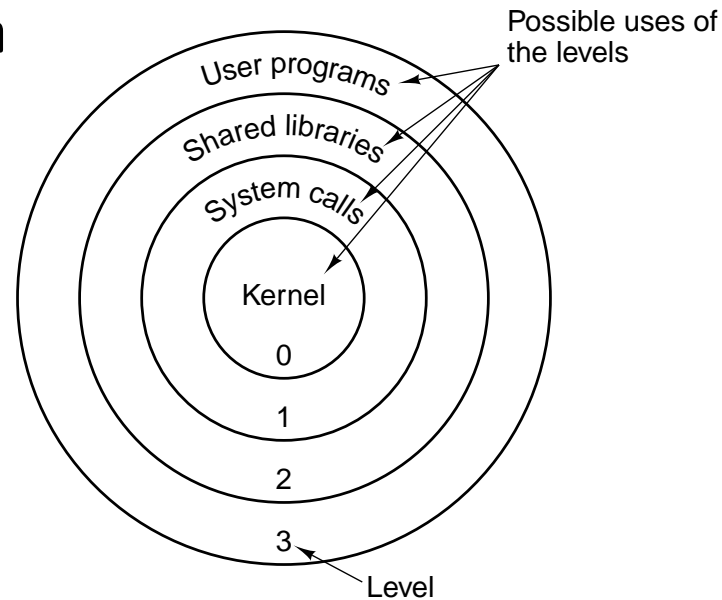 Possible uses of
the levels
User programs
Shared libraries
System calls
Kernel
0
1
2
3
Level